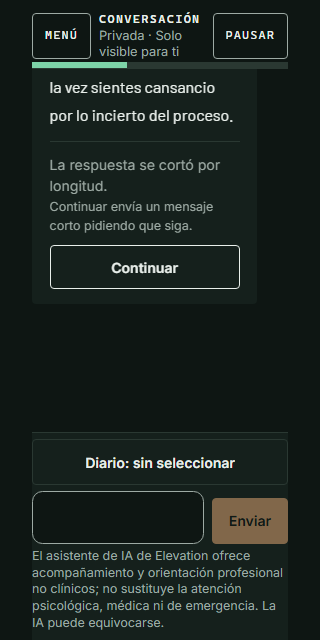 MENÚ
CONVERSACIÓN
Privada · Solo
visible para ti
PAUSAR
la vez sientes cansancio
por lo incierto del proceso.
La respuesta se cortó por
longitud.
Continuar envía un mensaje
corto pidiendo que siga.
Continuar
Diario: sin seleccionar
Enviar
El asistente de IA de Elevation ofrece
acompañamiento y orientación profesional
no clínicos; no sustituye la atención
psicológica, médica ni de emergencia. La
IA puede equivocarse.